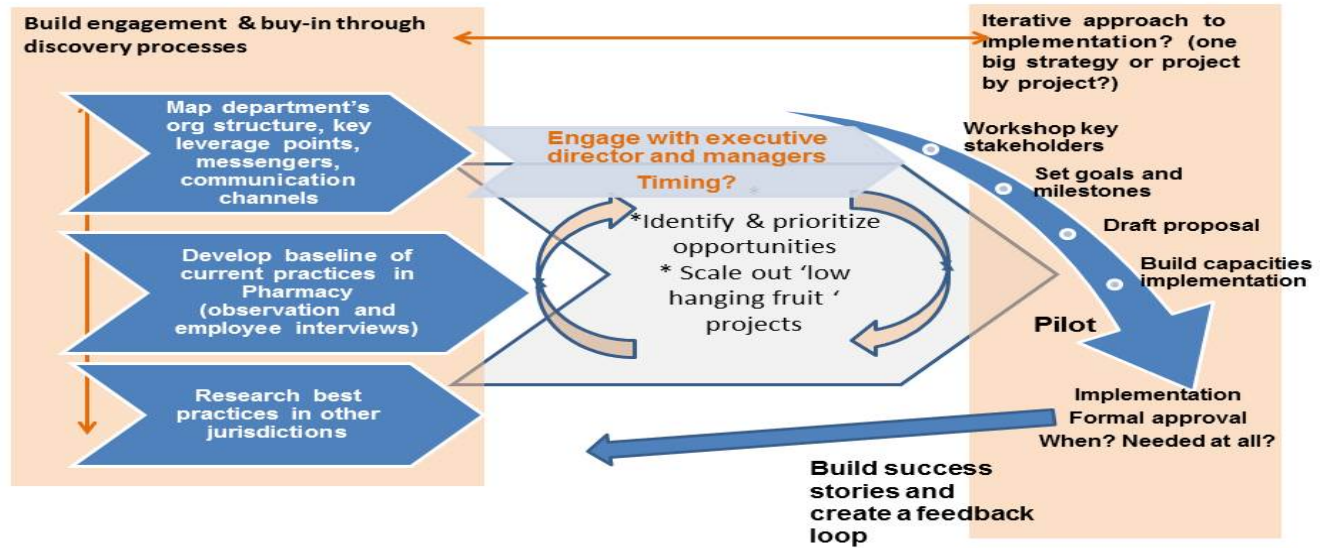 Build engagement & buy-in through
discovery processes
Map department's
org structure, key
leverage points,
messengers,
communication
channels
Develop baseline of
current practices in
Pharmacy
(observation and
employee interviews)
Research best
practices in other
jurisdictions
Engage with executive
director and managers
Timing?
*
*Identify & prioritize
opportunities
* Scale out ‘low
hanging fruit ‘
projects
Iterative approach to
implementation? (one
big strategy or project
by project?)
Workshop key
stakeholders
Set goals and
milestones
Draft proposal
Build capacities
implementation
Pilot
Implementation
Formal approval
When? Needed at all?
Build success
stories and
create a feedback
loop